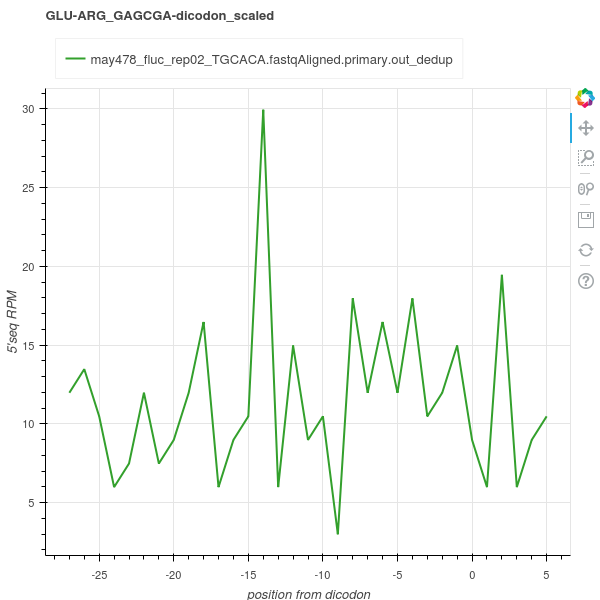 GLU-ARG_GAGCGA-dicodon_scaled
may478_fluc_rep02_TGCACA.fastqAligned.primary.out_dedup
30
25
20
15
10
5
5'seq RPM
-25 -20 -15 -10 -5 0 5
position from dicodon